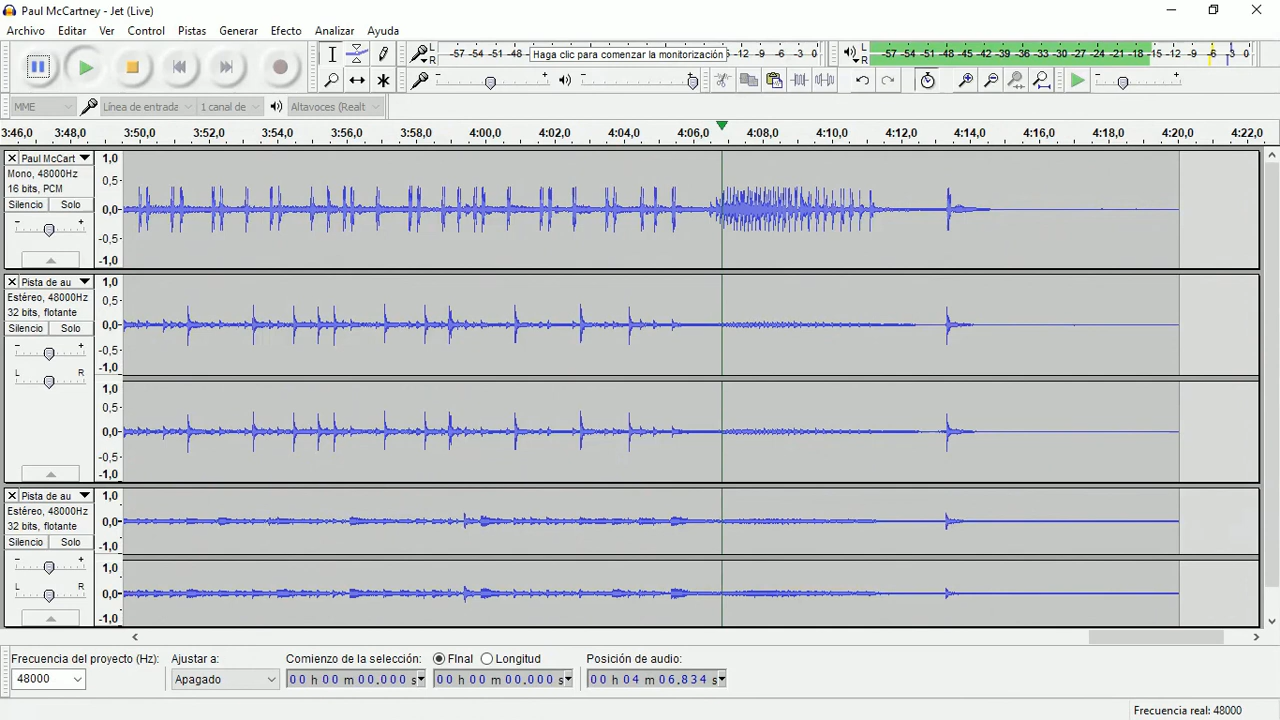 Paul McCartney - Jet (Live)
Archivo Editar Ver Control Pistas Generar Efecto Analizar Ayuda
L R -57 -54 -51 -48 Haga clic para comenzar la monitorización -12 -9 -6 -3 0
L R -57 -54 -51 -48 -45 -42 -39 -36 -33 -30 -27 -24 -21 -18 0
MME Línea de entrada 1 canal de Altavoces (Realt
3:46,0 3:48,0 3:50,0 3:52,0 3:54,0 3:56,0 3:58,0 4:00,0 4:02,0 4:04,0 4:06,0 4:08,0 4:10,0 4:12,0 4:14,0 4:16,0 4:18,0 4:20,0 4:22,0
Paul McCart
Mono, 48000Hz
16 bits, PCM
Silencio Solo
- +
1,0
0,5
0,0
-0,5
-1,0
Pista de au
Estéreo, 48000Hz
32 bits, flotante
Silencio Solo
- +
L R
1,0
0,5
0,0
-0,5
-1,0
1,0
0,5
0,0
-0,5
-1,0
Pista de au
Estéreo, 48000Hz
32 bits, flotante
Silencio Solo
- +
L R
1,0
0,0
-1,0
1,0
0,0
-1,0
Frecuencia del proyecto (Hz): Ajustar a: Comienzo de la selección: FInal Longitud Posición de audio:
48000 Apagado 00 h 00 m 00.000 s 00 h 00 m 00.000 s 00 h 04 m 06.834 s
Frecuencia real: 48000